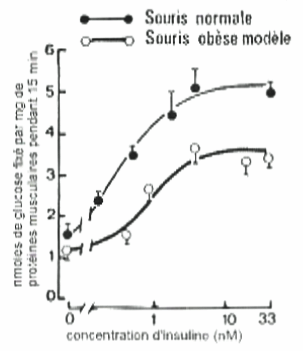 Souris normale
Souris obèse modèle
nmoles de glucose fixé par mg de
protéines musculaires pendant 15 min
6
5
4
3
2
1
0
0 1 10 33
concentration d'insuline (nM)